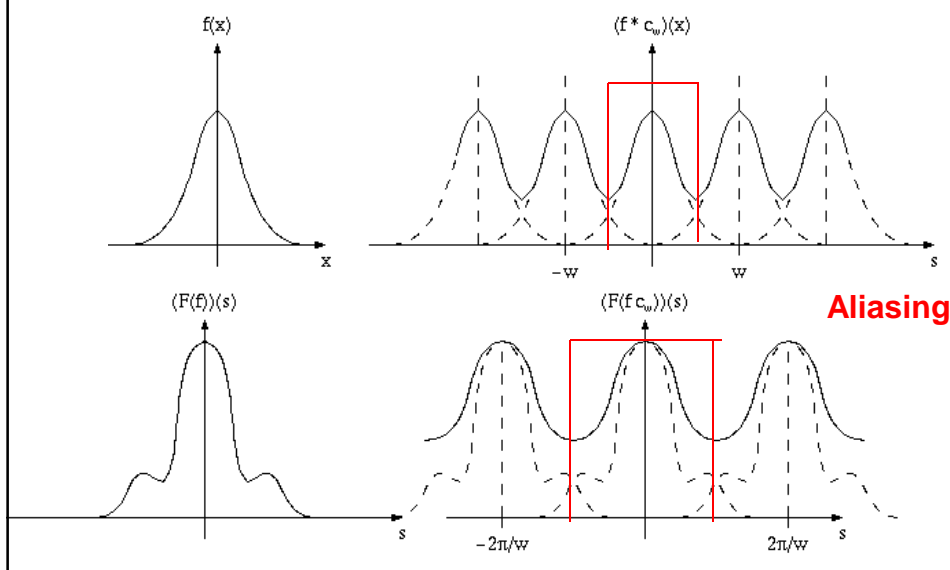 f(x)
(f * c_w)(x)
x
-w
w
s
(F(f))(s)
(F(f c_w))(s)
Aliasing
s
-2π/w
2π/w
s